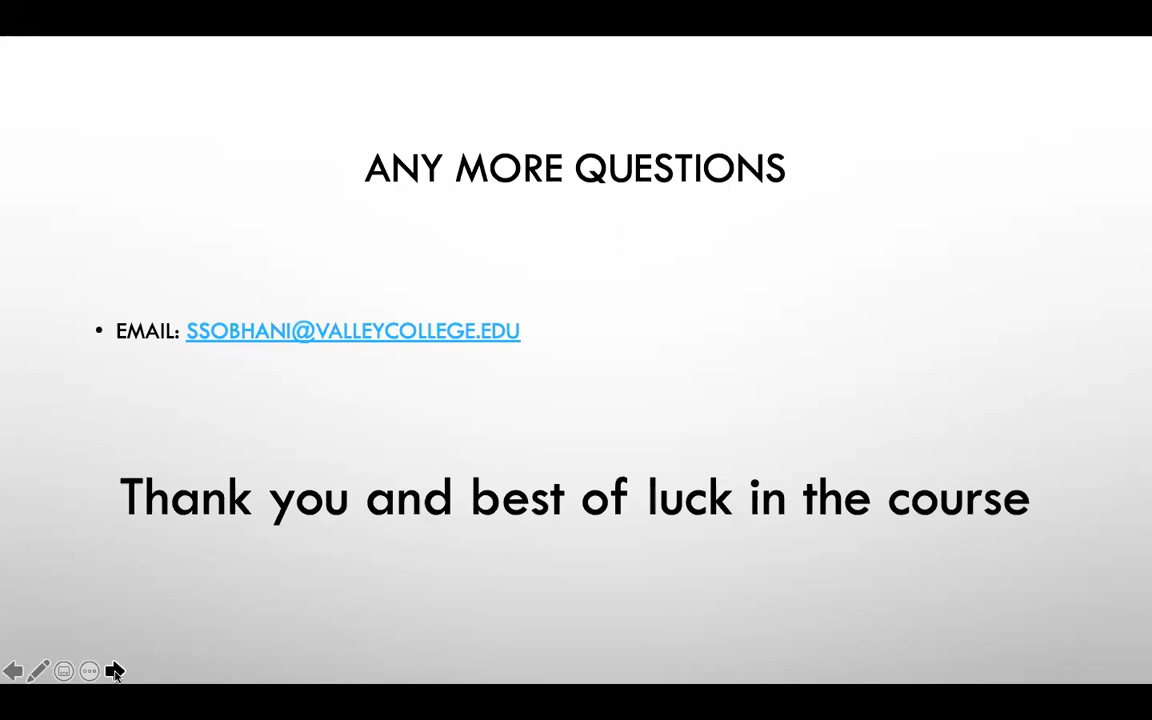 ANY MORE QUESTIONS
• EMAIL: SSOBHANI@VALLEYCOLLEGE.EDU
Thank you and best of luck in the course